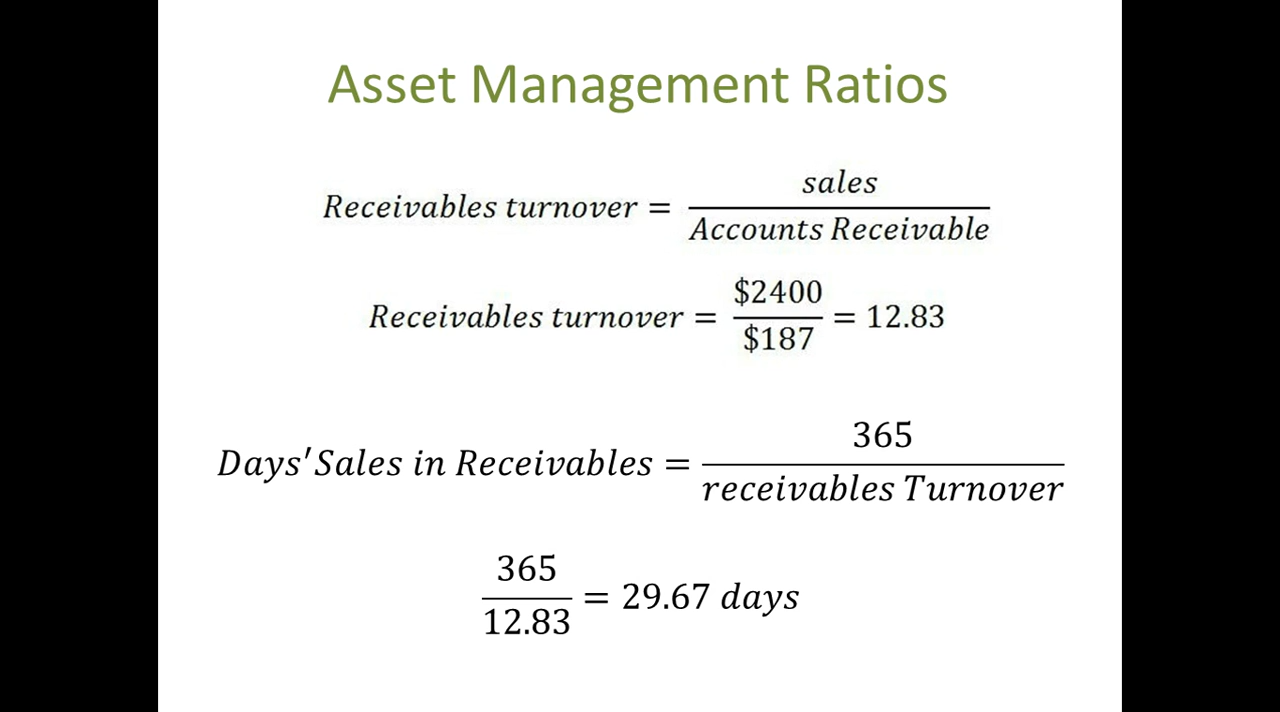 Asset Management Ratios
Receivables turnover = sales / Accounts Receivable
Receivables turnover = $2400 / $187 = 12.83
Days'Sales in Receivables = 365 / receivables Turnover
365 / 12.83 = 29.67 days